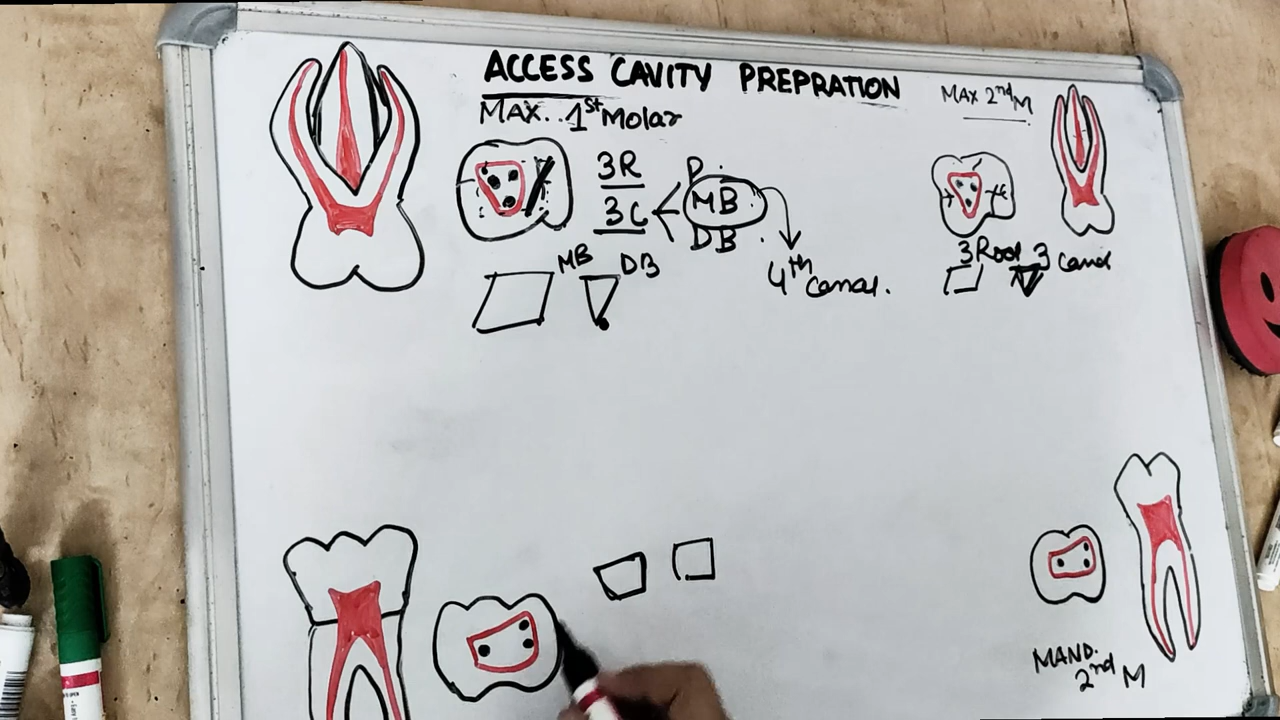 ACCESS CAVITY PREPRATION
MAX. 1st Molar
3R
3C
P.
MB
DB.
4th canal.
MB DB
MAX 2nd M
3 Root 3 canal
MAND.
2nd M